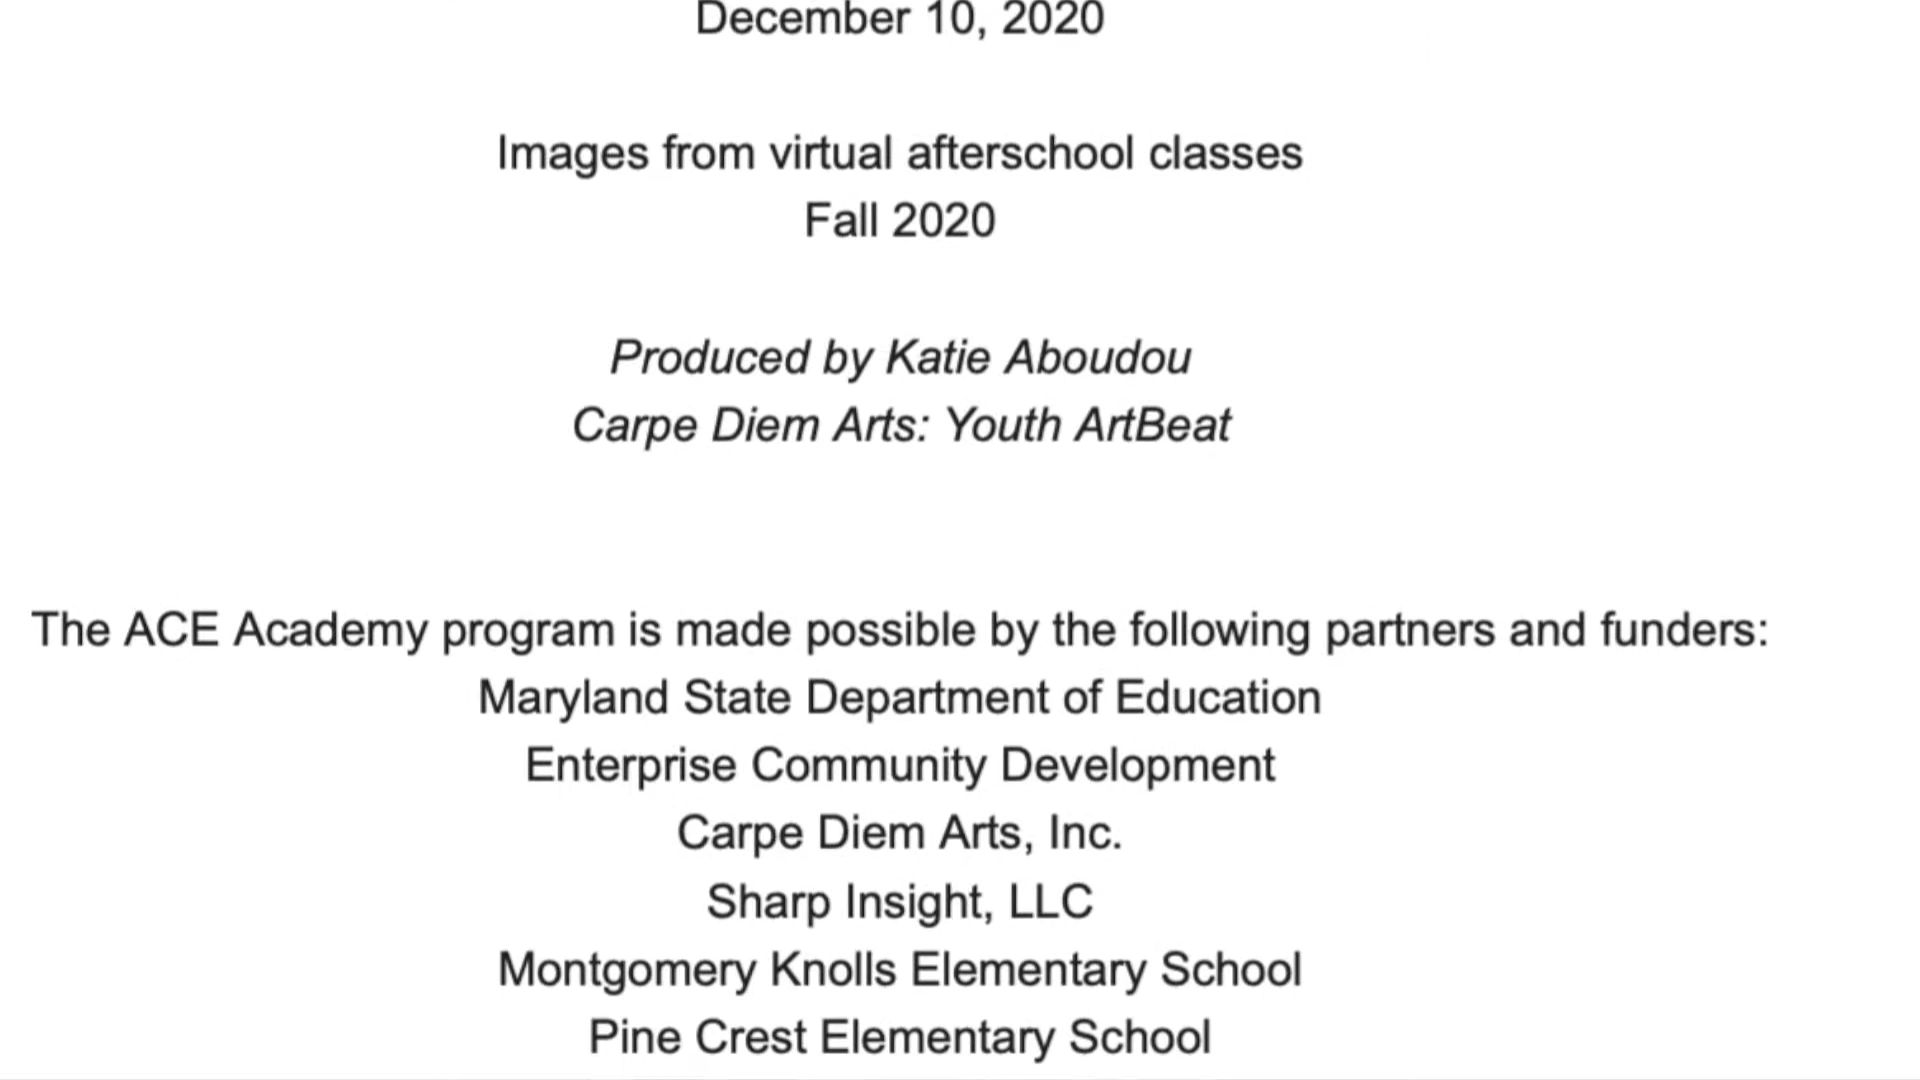 December 10, 2020
Images from virtual afterschool classes
Fall 2020
Produced by Katie Aboudou
Carpe Diem Arts: Youth ArtBeat
The ACE Academy program is made possible by the following partners and funders:
Maryland State Department of Education
Enterprise Community Development
Carpe Diem Arts, Inc.
Sharp Insight, LLC
Montgomery Knolls Elementary School
Pine Crest Elementary School